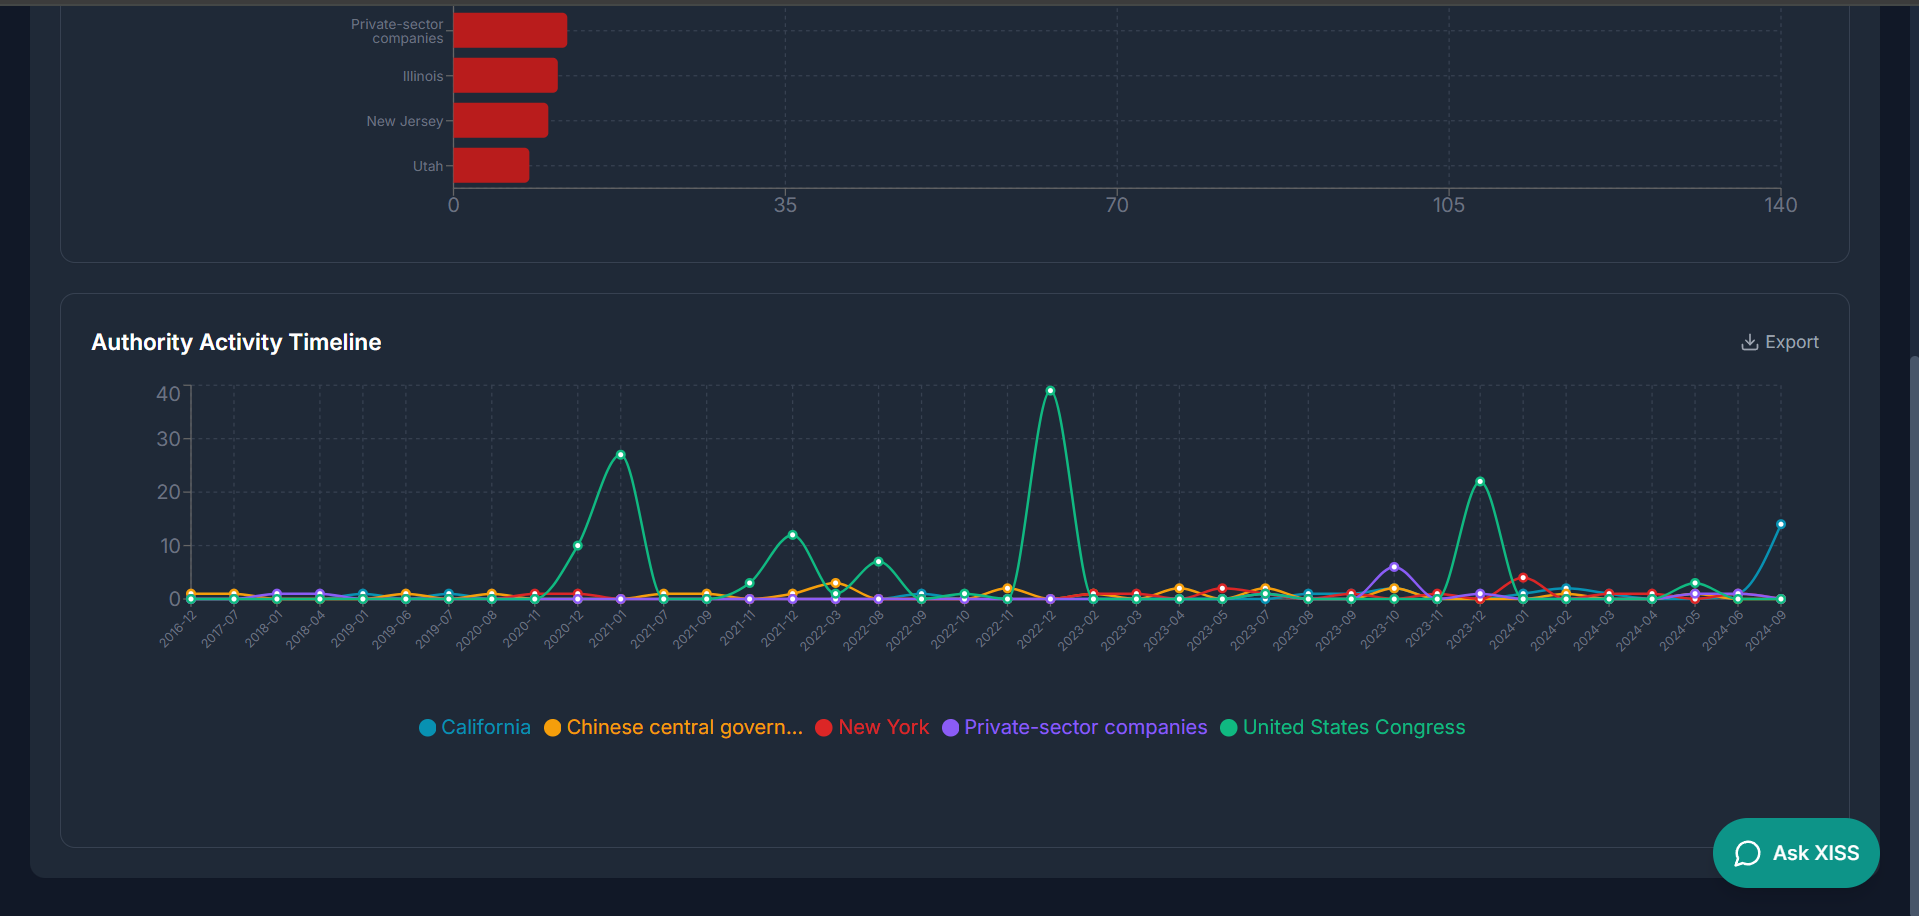 Private-sector
companies
Illinois
New Jersey
Utah
0 35 70 105 140
Authority Activity Timeline
Export
40
30
20
10
0
2016-12 2017-07 2018-01 2018-04 2019-01 2019-06 2019-07 2020-08 2020-11 2020-12 2021-01 2021-07 2021-09 2021-11 2021-12 2022-03 2022-08 2022-09 2022-10 2022-11 2022-12 2023-02 2023-03 2023-04 2023-05 2023-07 2023-08 2023-09 2023-10 2023-11 2023-12 2024-01 2024-02 2024-03 2024-04 2024-05 2024-06 2024-09
California Chinese central govern... New York Private-sector companies United States Congress
Ask XISS